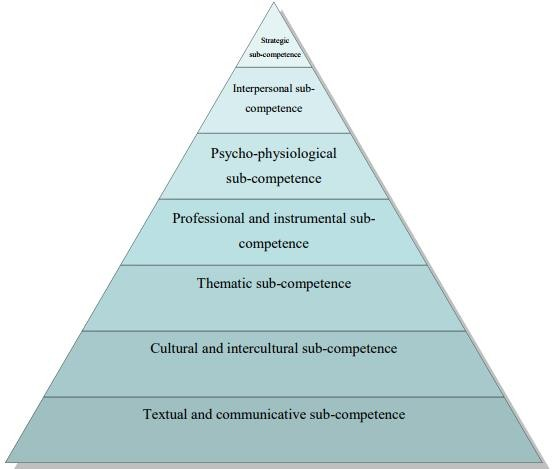 Strategic
sub-competence
Interpersonal sub-
competence
Psycho-physiological
sub-competence
Professional and instrumental sub-
competence
Thematic sub-competence
Cultural and intercultural sub-competence
Textual and communicative sub-competence